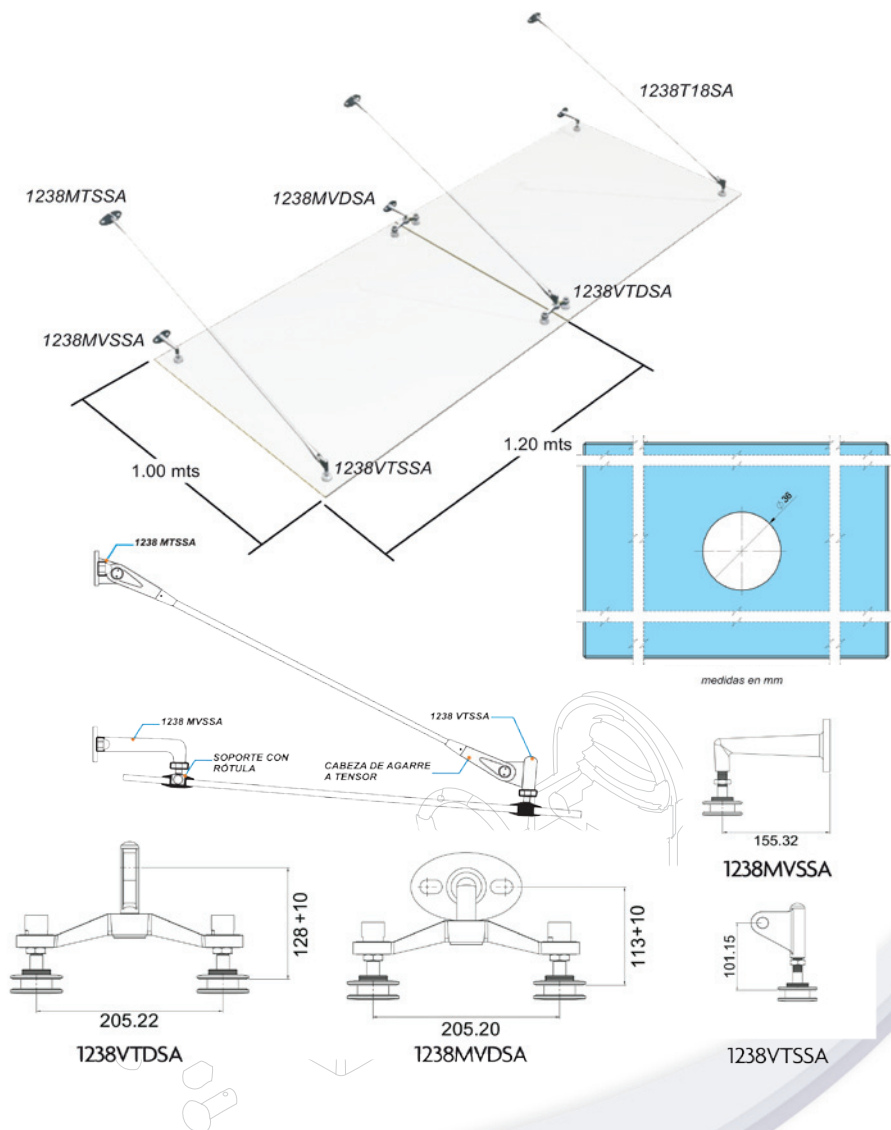 1238T18SA
1238MTSSA
1238MVDSA
1238VTDSA
1238MVSSA
1.20 mts
1.00 mts
1238VTSSA
∅36
medidas en mm
1238 MTSSA
1238 MVSSA
1238 VTSSA
SOPORTE CON
RÓTULA
CABEZA DE AGARRE
A TENSOR
155.32
1238MVSSA
128 +10
205.22
1238VTDSA
113+10
205.20
1238MVDSA
101.15
1238VTSSA